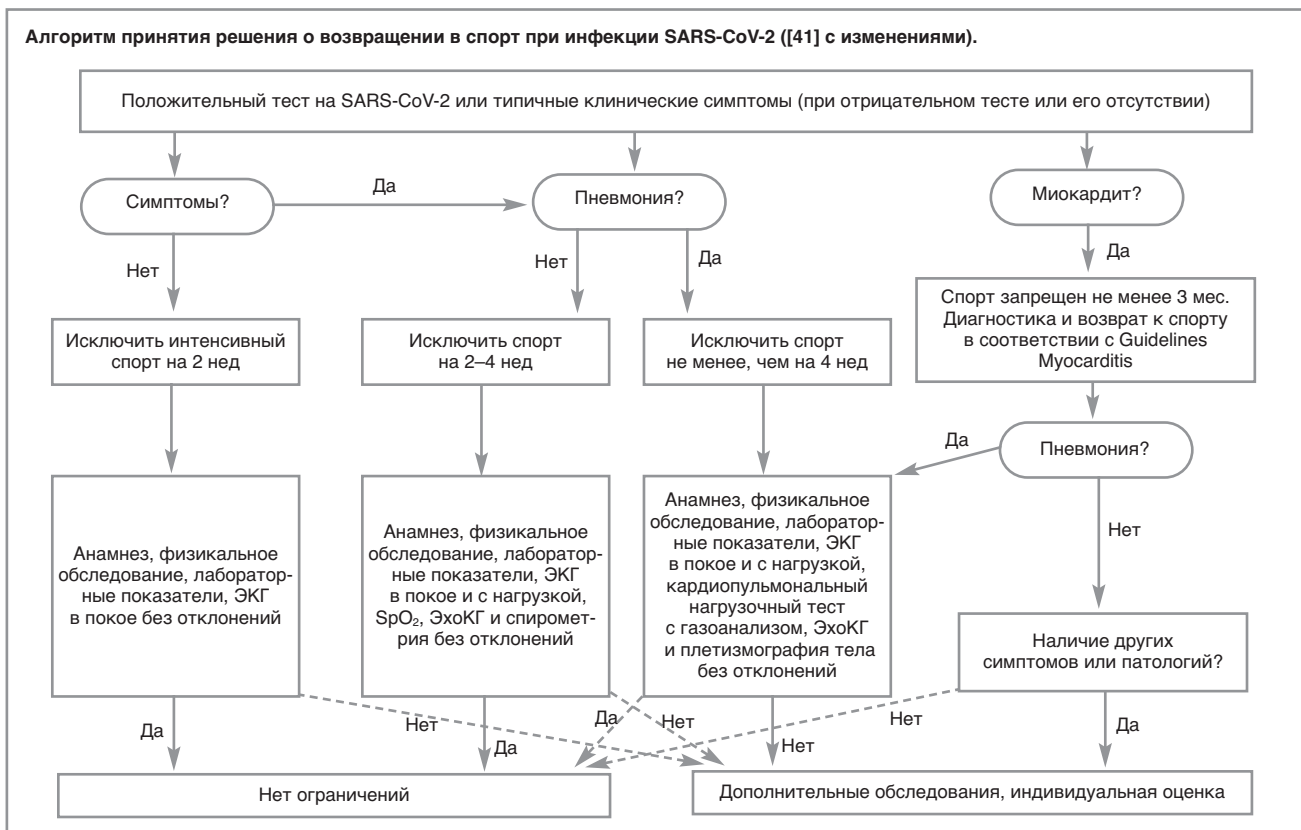 Алгоритм принятия решения о возвращении в спорт при инфекции SARS-CoV-2 ([41] с изменениями).
Положительный тест на SARS-CoV-2 или типичные клинические симптомы (при отрицательном тесте или его отсутствии)
Симптомы?
Да
Пневмония?
Миокардит?
Нет
Нет
Да
Да
Исключить интенсивный
спорт на 2 нед
Исключить спорт
на 2–4 нед
Исключить спорт
не менее, чем на 4 нед
Спорт запрещен не менее 3 мес.
Диагностика и возврат к спорту
в соответствии с Guidelines
Myocarditis
Да
Пневмония?
Нет
Анамнез, физикальное
обследование, лаборатор-
ные показатели, ЭКГ
в покое без отклонений
Анамнез, физикальное
обследование, лаборатор-
ные показатели, ЭКГ
в покое и с нагрузкой,
SpO₂, ЭхоКГ и спиромет-
рия без отклонений
Анамнез, физикальное
обследование, лаборатор-
ные показатели, ЭКГ
в покое и с нагрузкой,
кардиопульмональный
нагрузочный тест
с газоанализом, ЭхоКГ
и плетизмография тела
без отклонений
Наличие других
симптомов или патологий?
Да
Нет
Да
Да
Нет
Нет
Нет
Да
Нет ограничений
Дополнительные обследования, индивидуальная оценка